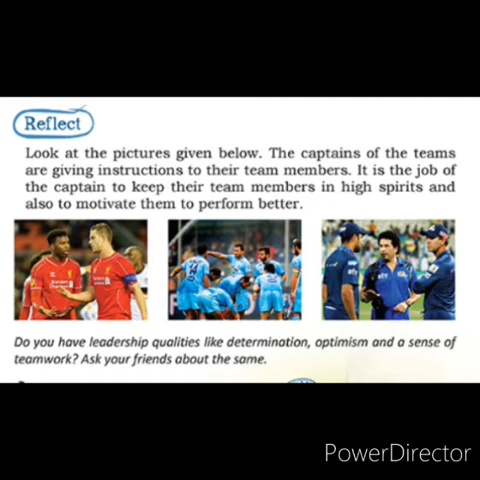 Reflect
Look at the pictures given below. The captains of the teams
are giving instructions to their team members. It is the job of
the captain to keep their team members in high spirits and
also to motivate them to perform better.
Do you have leadership qualities like determination, optimism and a sense of
teamwork? Ask your friends about the same.
PowerDirector